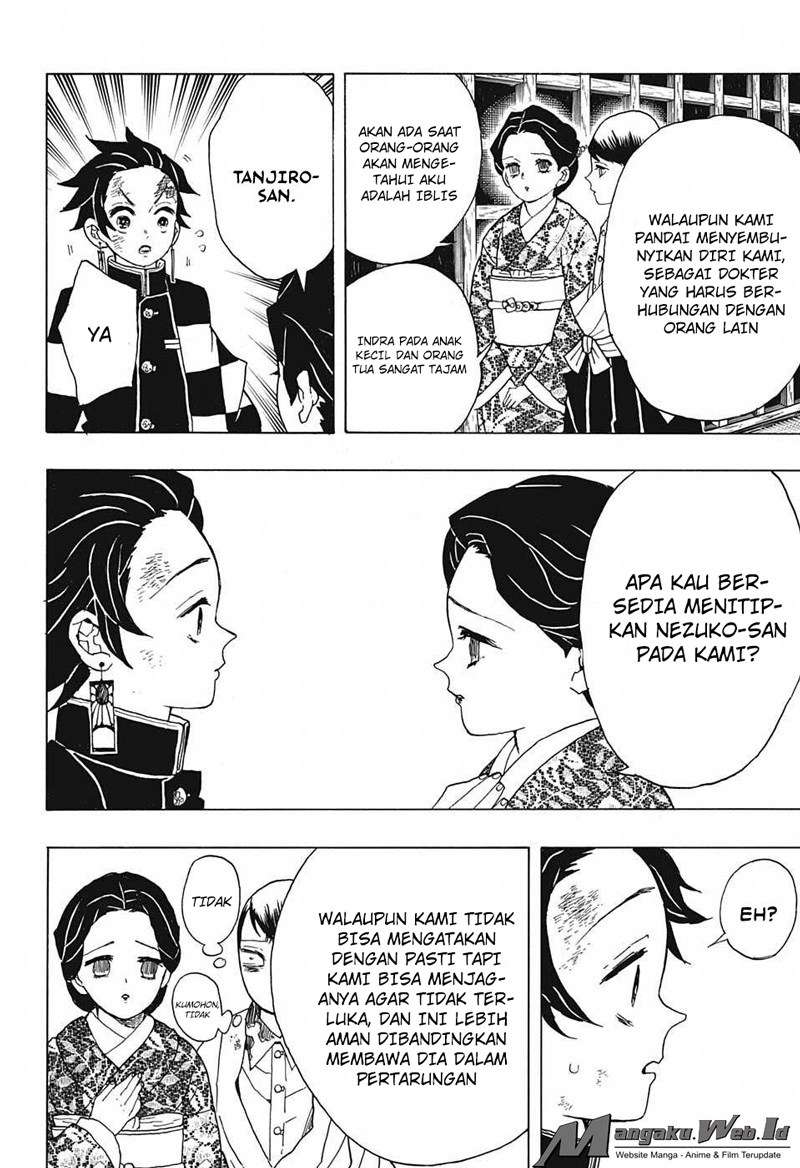 WALAUPUN KAMI
PANDAI MENYEMBU-
NYIKAN DIRI KAMI,
SEBAGAI DOKTER
YANG HARUS BER-
HUBUNGAN DENGAN
ORANG LAIN
AKAN ADA SAAT
ORANG-ORANG
AKAN MENGE-
TAHUI AKU
ADALAH IBLIS
INDRA PADA ANAK
KECIL DAN ORANG
TUA SANGAT TAJAM
TANJIRO-
SAN.
YA
APA KAU BER-
SEDIA MENITIP-
KAN NEZUKO-SAN
PADA KAMI?
EH?
WALAUPUN KAMI TIDAK
BISA MENGATAKAN
DENGAN PASTI TAPI
KAMI BISA MENJAG-
ANYA AGAR TIDAK TER-
LUKA, DAN INI LEBIH
AMAN DIBANDINGKAN
MEMBAWA DIA DALAM
PERTARUNGAN
TIDAK
KUMOHON,
TIDAK
Mangaku.Web.Id
Website Manga - Anime & Film Terupdate